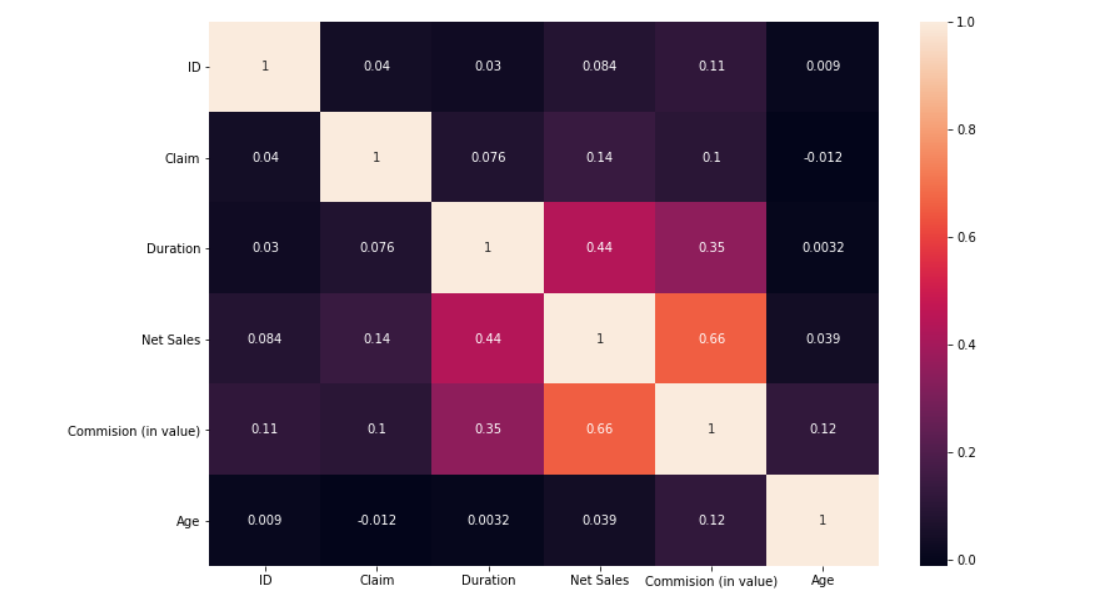 1.0
ID 1 0.04 0.03 0.084 0.11 0.009
0.8
Claim 0.04 1 0.076 0.14 0.1 -0.012
0.6
Duration 0.03 0.076 1 0.44 0.35 0.0032
Net Sales 0.084 0.14 0.44 1 0.66 0.039
0.4
Commision (in value) 0.11 0.1 0.35 0.66 1 0.12
0.2
Age 0.009 -0.012 0.0032 0.039 0.12 1
0.0
ID Claim Duration Net Sales Commision (in value) Age